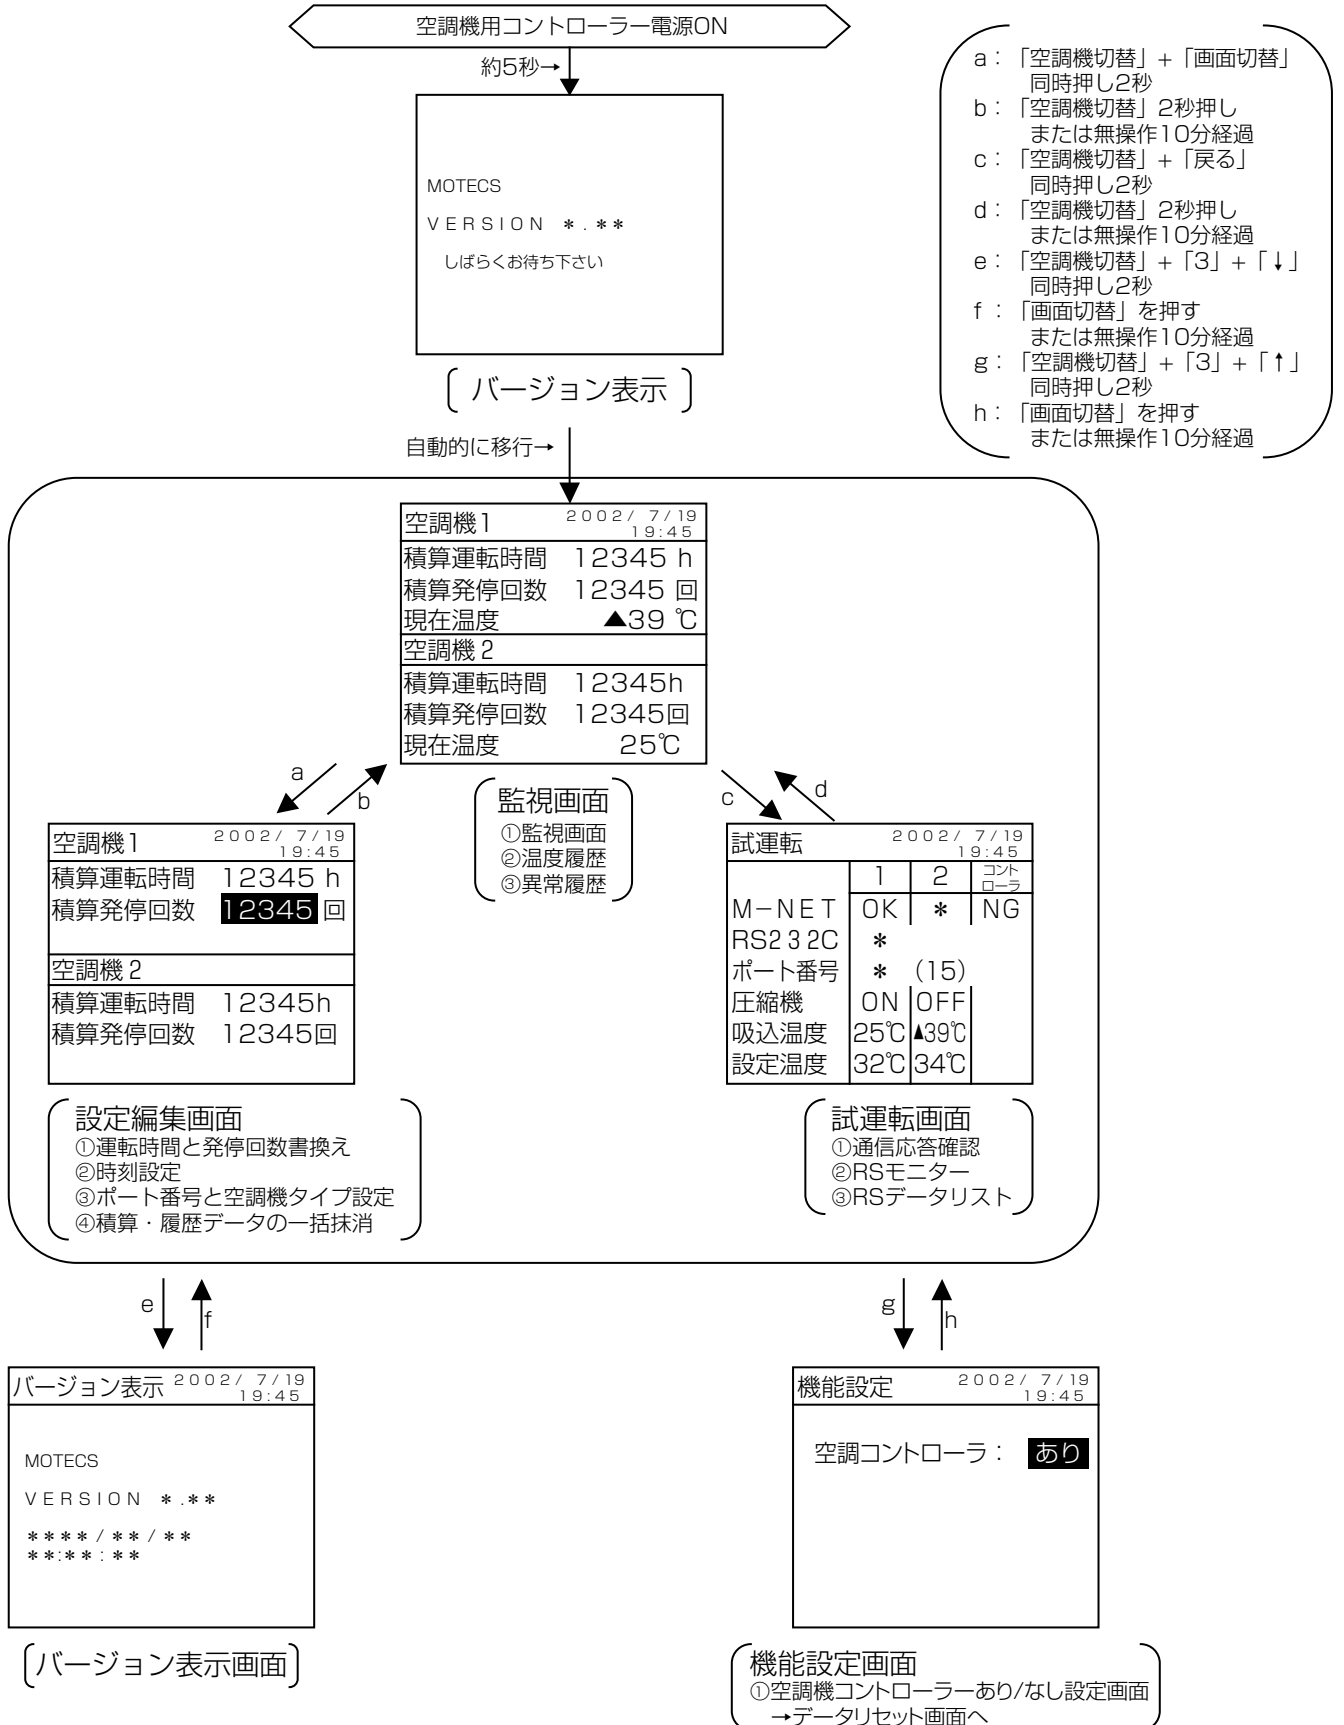 空調機用コントローラー電源ON
約5秒→
MOTECS
VERSION *.**
しばらくお待ち下さい
バージョン表示
自動的に移行→
a：「空調機切替」+「画面切替」
同時押し2秒
b：「空調機切替」2秒押し
または無操作10分経過
c：「空調機切替」+「戻る」
同時押し2秒
d：「空調機切替」2秒押し
または無操作10分経過
e：「空調機切替」+「3」+「↓」
同時押し2秒
f：「画面切替」を押す
または無操作10分経過
g：「空調機切替」+「3」+「↑」
同時押し2秒
h：「画面切替」を押す
または無操作10分経過
空調機1 2002/ 7/19
19:45
積算運転時間 12345 h
積算発停回数 12345 回
現在温度 ▲39 ℃
空調機2
積算運転時間 12345h
積算発停回数 12345回
現在温度 25℃
監視画面
①監視画面
②温度履歴
③異常履歴
a
b
c
d
空調機1 2002/ 7/19
19:45
積算運転時間 12345 h
積算発停回数 12345 回
空調機2
積算運転時間 12345h
積算発停回数 12345回
設定編集画面
①運転時間と発停回数書換え
②時刻設定
③ポート番号と空調機タイプ設定
④積算・履歴データの一括抹消
試運転 2002/ 7/19
19:45
1 2 コント
ローラ
M−NET OK * NG
RS232C *
ポート番号 * (15)
圧縮機 ON OFF
吸込温度 25℃ ▲39℃
設定温度 32℃ 34℃
試運転画面
①通信応答確認
②RSモニター
③RSデータリスト
e
f
g
h
バージョン表示 2002/ 7/19
19:45
MOTECS
VERSION *.**
****/**/**
**:**:**
バージョン表示画面
機能設定 2002/ 7/19
19:45
空調コントローラ： あり
機能設定画面
①空調機コントローラーあり/なし設定画面
→データリセット画面へ